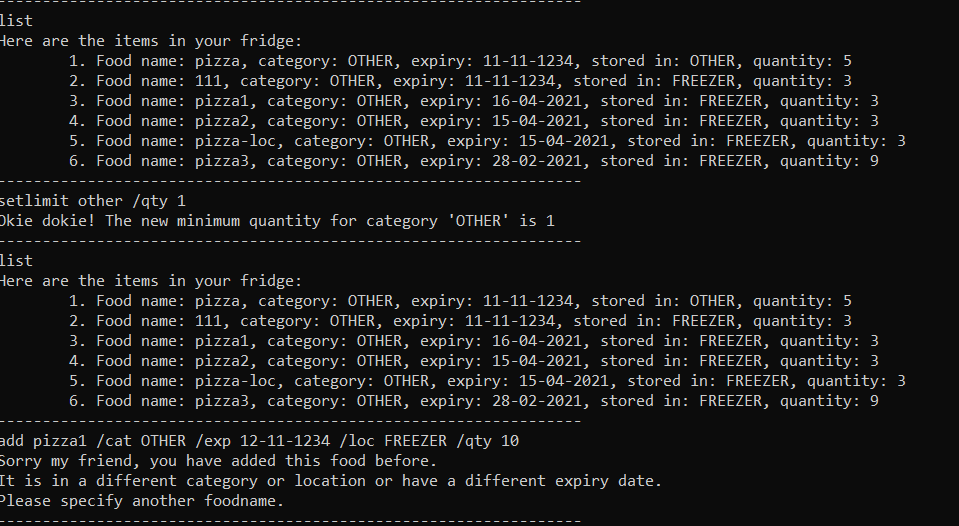 ------------------------------------------------------------------
list
Here are the items in your fridge:
1. Food name: pizza, category: OTHER, expiry: 11-11-1234, stored in: OTHER, quantity: 5
2. Food name: 111, category: OTHER, expiry: 11-11-1234, stored in: FREEZER, quantity: 3
3. Food name: pizza1, category: OTHER, expiry: 16-04-2021, stored in: FREEZER, quantity: 3
4. Food name: pizza2, category: OTHER, expiry: 15-04-2021, stored in: FREEZER, quantity: 3
5. Food name: pizza-loc, category: OTHER, expiry: 15-04-2021, stored in: FREEZER, quantity: 3
6. Food name: pizza3, category: OTHER, expiry: 28-02-2021, stored in: FREEZER, quantity: 9
------------------------------------------------------------------
setlimit other /qty 1
Okie dokie! The new minimum quantity for category 'OTHER' is 1
------------------------------------------------------------------
list
Here are the items in your fridge:
1. Food name: pizza, category: OTHER, expiry: 11-11-1234, stored in: OTHER, quantity: 5
2. Food name: 111, category: OTHER, expiry: 11-11-1234, stored in: FREEZER, quantity: 3
3. Food name: pizza1, category: OTHER, expiry: 16-04-2021, stored in: FREEZER, quantity: 3
4. Food name: pizza2, category: OTHER, expiry: 15-04-2021, stored in: FREEZER, quantity: 3
5. Food name: pizza-loc, category: OTHER, expiry: 15-04-2021, stored in: FREEZER, quantity: 3
6. Food name: pizza3, category: OTHER, expiry: 28-02-2021, stored in: FREEZER, quantity: 9
------------------------------------------------------------------
add pizza1 /cat OTHER /exp 12-11-1234 /loc FREEZER /qty 10
Sorry my friend, you have added this food before.
It is in a different category or location or have a different expiry date.
Please specify another foodname.
------------------------------------------------------------------